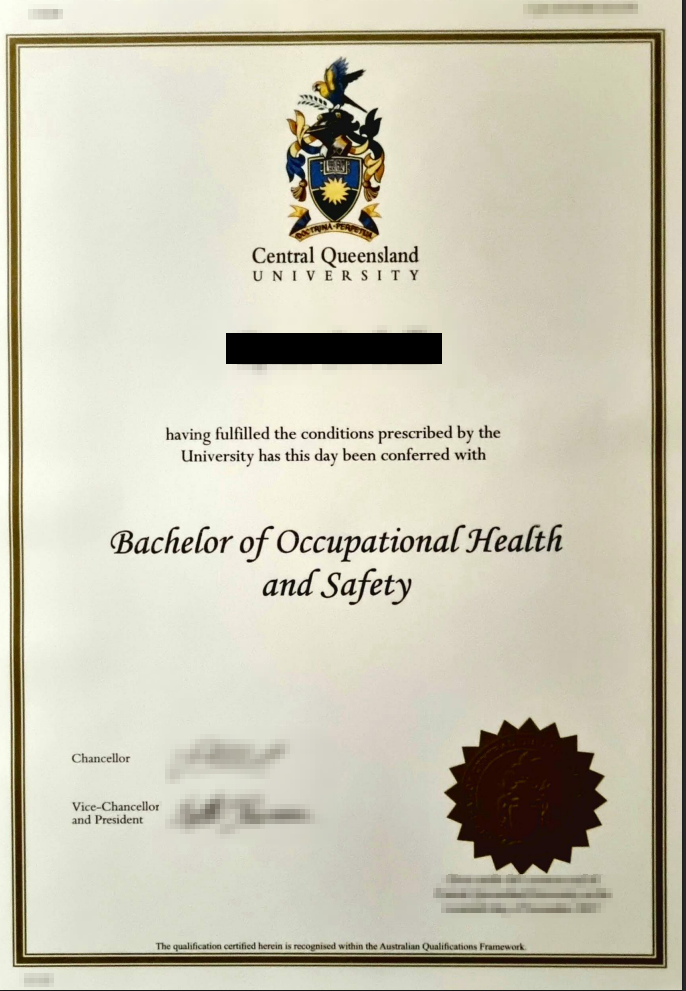 DOCTRINA PERPETUA
Central Queensland
UNIVERSITY
having fulfilled the conditions prescribed by the
University has this day been conferred with
Bachelor of Occupational Health
and Safety
Chancellor
Vice-Chancellor
and President
The qualification certified herein is recognised within the Australian Qualifications Framework.